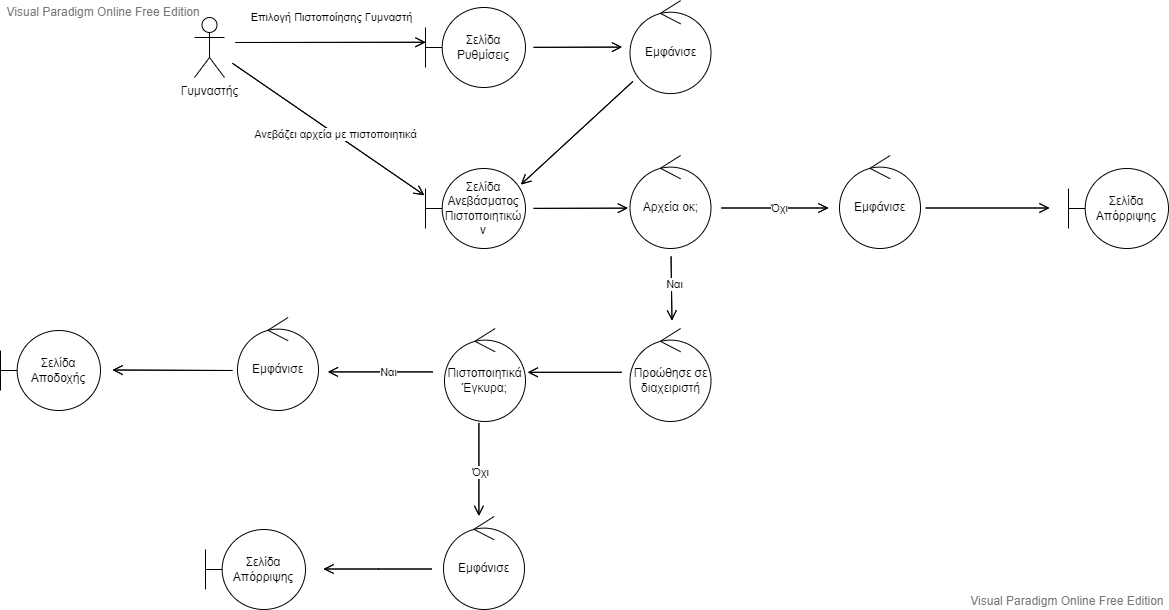 Visual Paradigm Online Free Edition
Επιλογή Πιστοποίησης Γυμναστή
Σελίδα
Ρυθμίσεις
Εμφάνισε
Γυμναστής
Ανεβάζει αρχεία με πιστοποιητικά
Σελίδα
Ανεβάσματος
Πιστοποιητικώ
ν
Αρχεία οκ;
Όχι
Εμφάνισε
Σελίδα
Απόρριψης
Ναι
Σελίδα
Αποδοχής
Εμφάνισε
Ναι
Πιστοποιητικά
Έγκυρα;
Προώθησε σε
διαχειριστή
Όχι
Σελίδα
Απόρριψης
Εμφάνισε
Visual Paradigm Online Free Edition